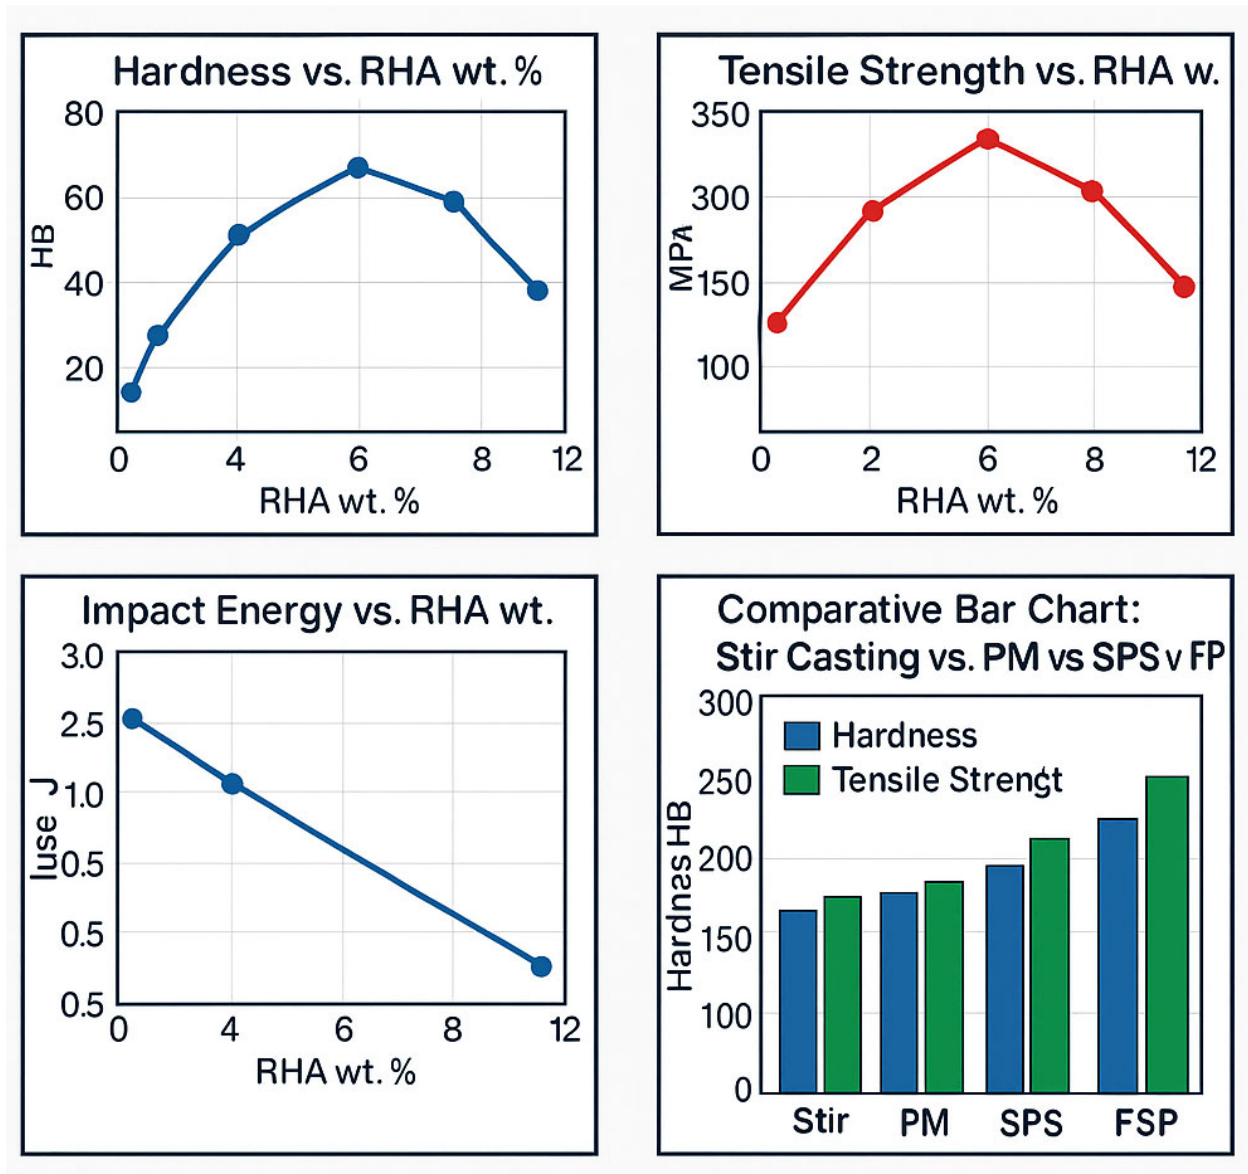 Hardness vs. RHA wt. %
80
60
40
20
HB
0 4 6 8 12
RHA wt. %
Tensile Strength vs. RHA w.
350
300
150
100
MPA
0 2 6 8 12
RHA wt. %
Impact Energy vs. RHA wt.
3.0
2.5
1.0
0.5
0.5
0.5
Iuse J
0 4 6 8 12
RHA wt. %
Comparative Bar Chart:
Stir Casting vs. PM vs SPS v FP
300
250
200
150
100
0
Hardnas HB
Hardness
Tensile Strengt
Stir PM SPS FSP